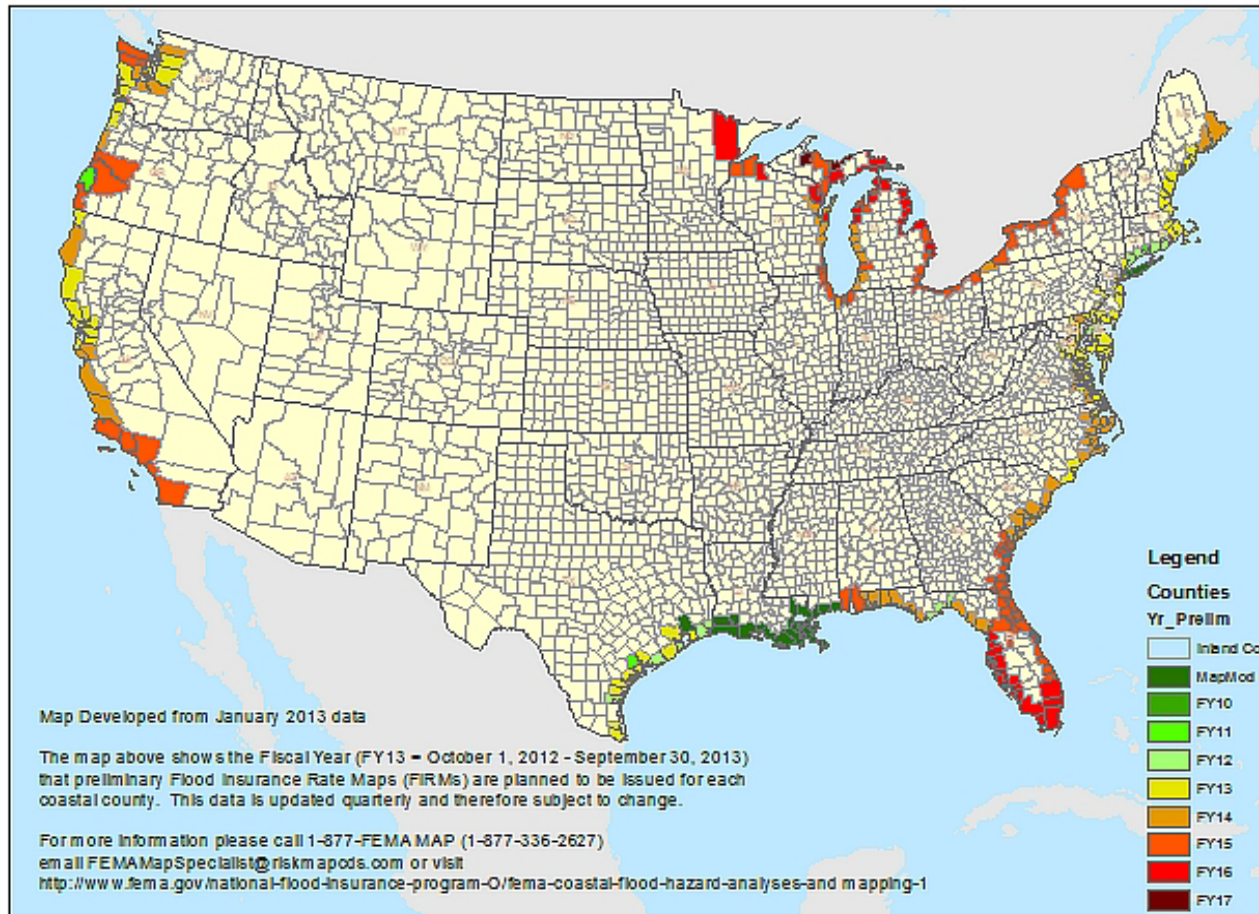 Map Developed from January 2013 data
The map above shows the Fiscal Year (FY13 = October 1, 2012 - September 30, 2013)
that preliminary Flood Insurance Rate Maps (FIRMs) are planned to be issued for each
coastal county. This data is updated quarterly and therefore subject to change.
For more information please call 1-877-FEMA MAP (1-877-336-2627)
email FEMAMapSpecialist@riskmapcds.com or visit
http://www.fema.gov/national-flood-insurance-program-0/fema-coastal-flood-hazard-analyses-and mapping-1
Legend
Counties
Yr_Prelim
Inland Co
MapMod
FY10
FY11
FY12
FY13
FY14
FY15
FY16
FY17